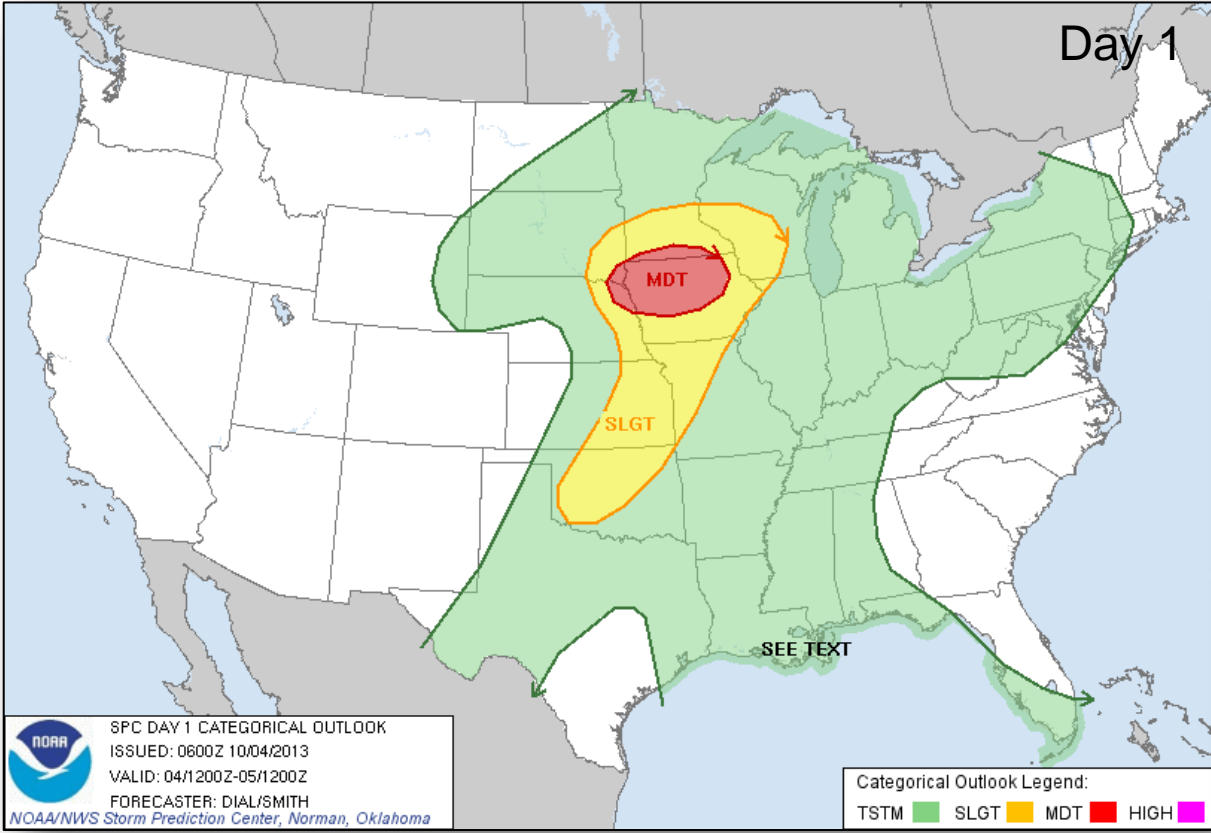 Day 1
MDT
SLGT
SEE TEXT
NOAA
SPC DAY 1 CATEGORICAL OUTLOOK
ISSUED: 0600Z 10/04/2013
VALID: 04/1200Z-05/1200Z
FORECASTER: DIAL/SMITH
NOAA/NWS Storm Prediction Center, Norman, Oklahoma
Categorical Outlook Legend:
TSTM SLGT MDT HIGH